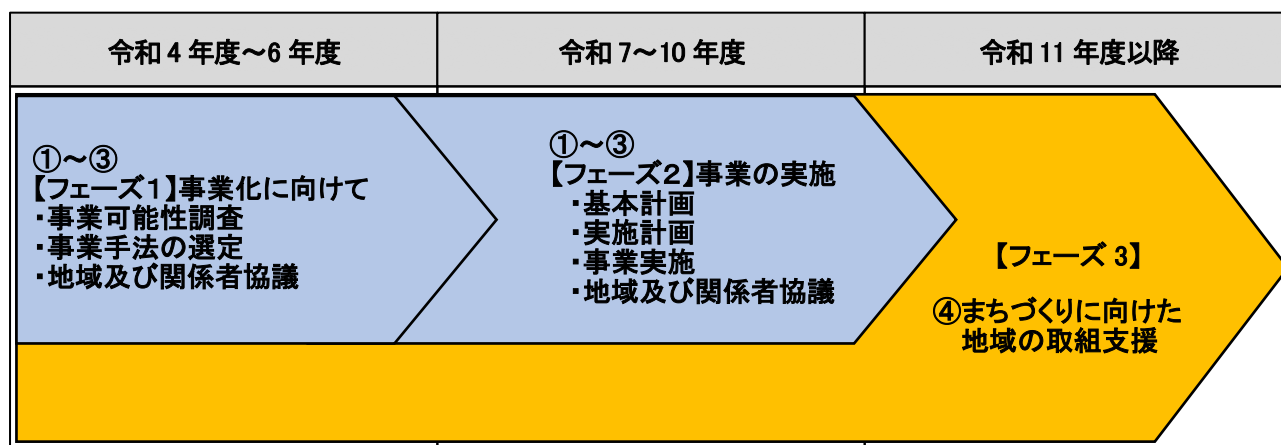 令和4年度～6年度
令和7～10年度
令和11年度以降
①～③
【フェーズ１】事業化に向けて
・事業可能性調査
・事業手法の選定
・地域及び関係者協議
①～③
【フェーズ２】事業の実施
・基本計画
・実施計画
・事業実施
・地域及び関係者協議
【フェーズ 3】
④まちづくりに向けた
地域の取組支援